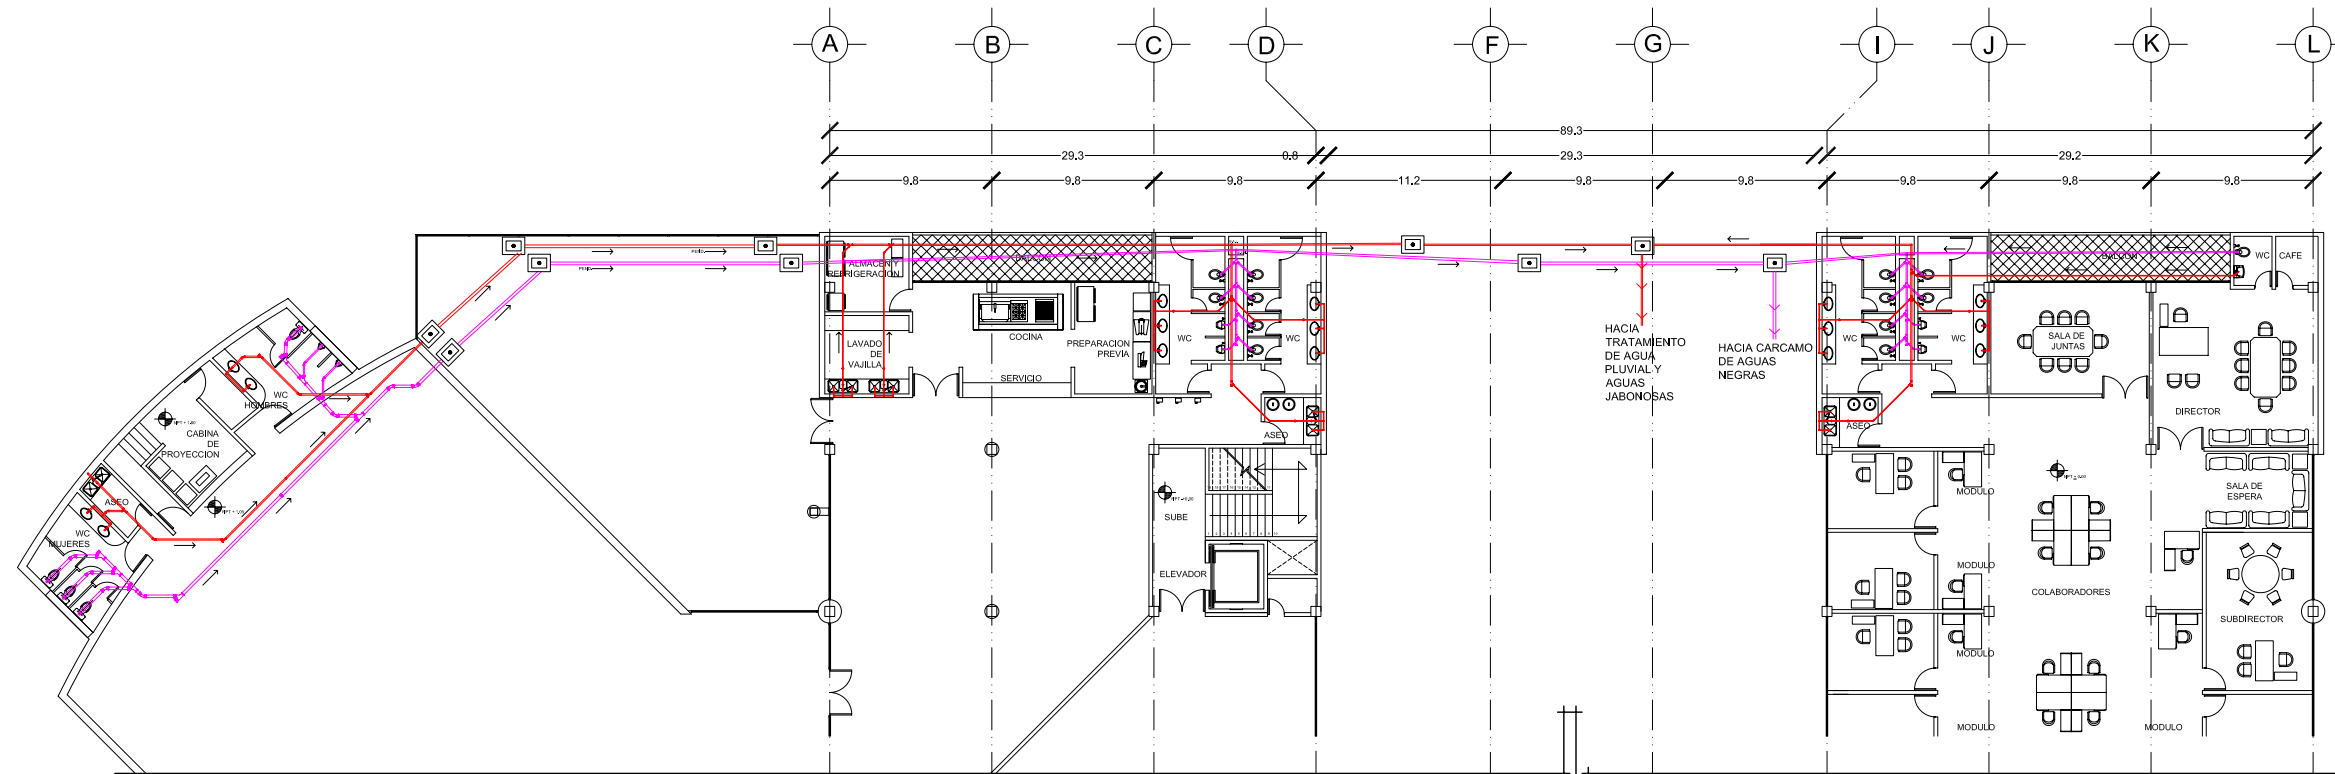 A
B
C
D
F
G
I
J
K
L
89.3
29.3
0.8
29.3
29.2
9.8
9.8
9.8
11.2
9.8
9.8
9.8
9.8
9.8
ALMACEN Y
REFRIGERACION
BALCON
COCINA
LAVADO
DE
VAJILLA
SERVICIO
PREPARACION
PREVIA
WC
WC
ASEO
SUBE
ELEVADOR
WC
HOMBRES
CABINA
DE
PROYECCION
ASEO
WC
MUJERES
HACIA
TRATAMIENTO
DE AGUA
PLUVIAL Y
AGUAS
JABONOSAS
HACIA CARCAMO
DE AGUAS
NEGRAS
WC
WC
ASEO
BALCON
WC
CAFE
SALA DE
JUNTAS
DIRECTOR
SALA DE
ESPERA
MODULO
MODULO
COLABORADORES
SUBDIRECTOR
MODULO
MODULO
MODULO